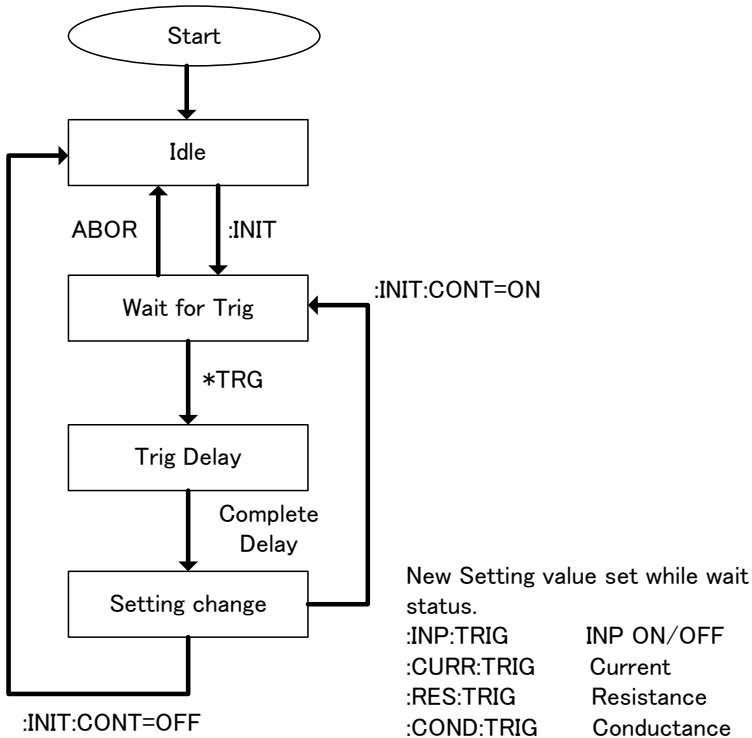 Start
Idle
ABOR
:INIT
Wait for Trig
:INIT:CONT=ON
*TRG
Trig Delay
Complete
Delay
Setting change
:INIT:CONT=OFF
New Setting value set while wait
status.
:INP:TRIG INP ON/OFF
:CURR:TRIG Current
:RES:TRIG Resistance
:COND:TRIG Conductance